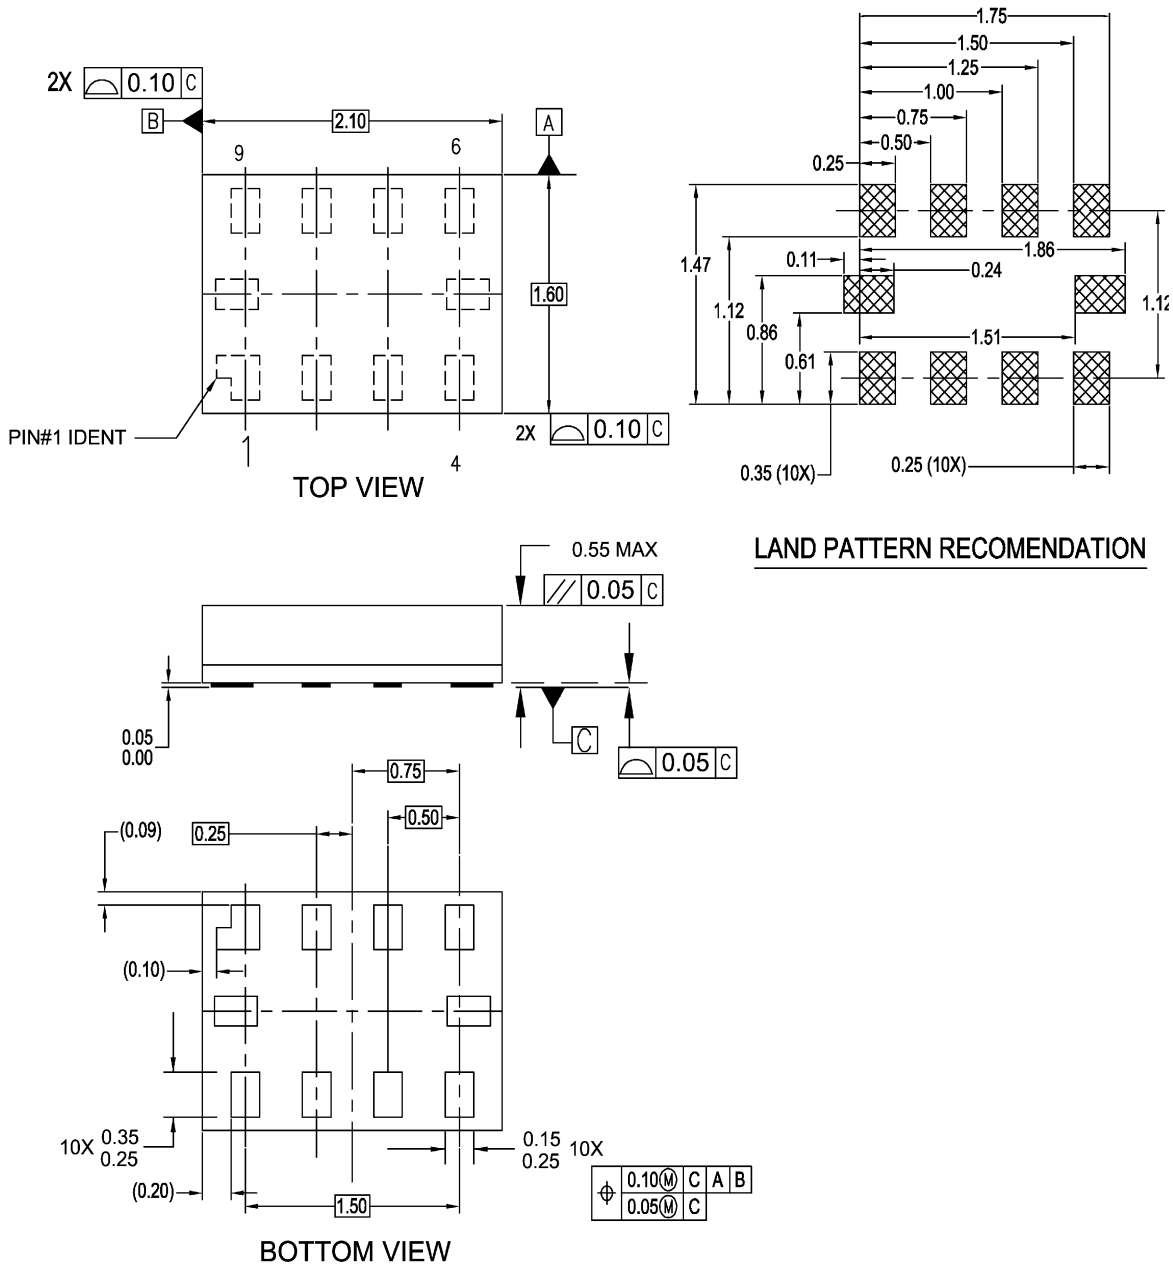 2X 0.10 C
B
2.10
A
9
6
1.60
PIN#1 IDENT
1
4
2X 0.10 C
TOP VIEW
1.75
1.50
1.25
1.00
0.75
0.50
0.25
1.47
1.12
0.86
0.61
0.11
1.86
0.24
1.51
1.12
0.35 (10X)
0.25 (10X)
LAND PATTERN RECOMENDATION
0.55 MAX
// 0.05 C
0.05
0.00
C
0.05 C
0.75
0.50
0.25
(0.09)
(0.10)
10X 0.35
0.25
(0.20)
1.50
0.15 10X
0.25
0.10 Ⓜ C A B
0.05 Ⓜ C
BOTTOM VIEW